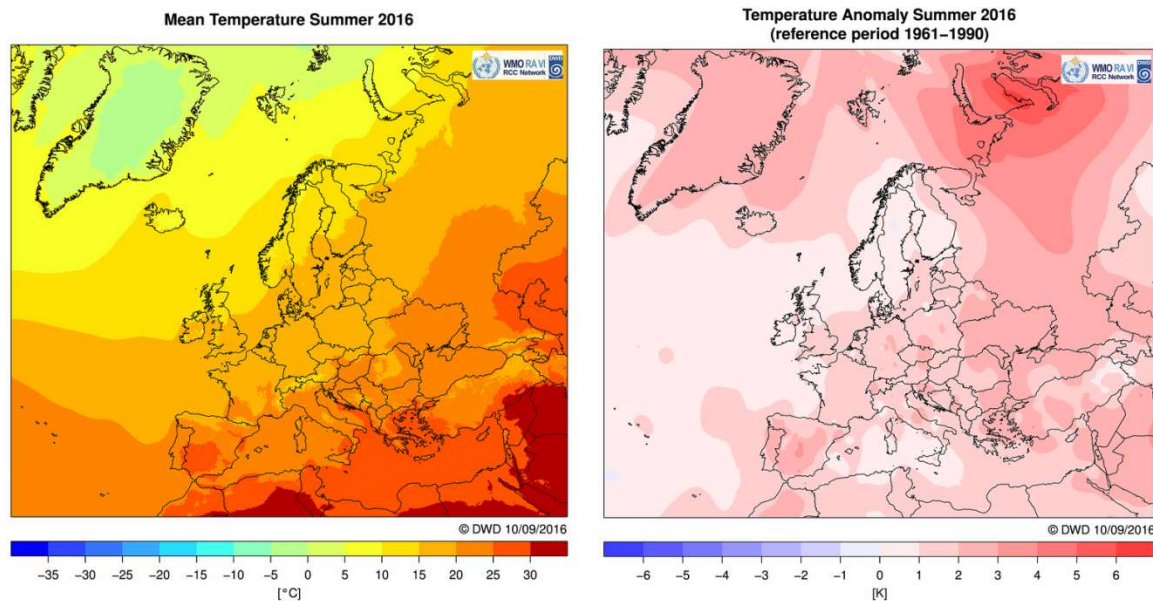 Mean Temperature Summer 2016
WMO RA VI
RCC Network
DWD
© DWD 10/09/2016
−35 −30 −25 −20 −15 −10 −5 0 5 10 15 20 25 30
[°C]
Temperature Anomaly Summer 2016
(reference period 1961−1990)
WMO RA VI
RCC Network
DWD
© DWD 10/09/2016
−6 −5 −4 −3 −2 −1 0 1 2 3 4 5 6
[K]